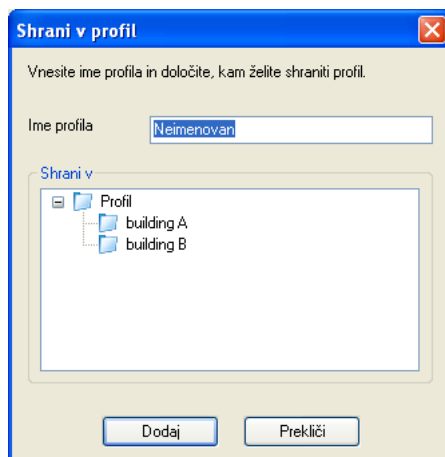 Shrani v profil
Vnesite ime profila in določite, kam želite shraniti profil.
Ime profila
Neimenovan
Shrani v
Profil
building A
building B
Dodaj
Prekliči